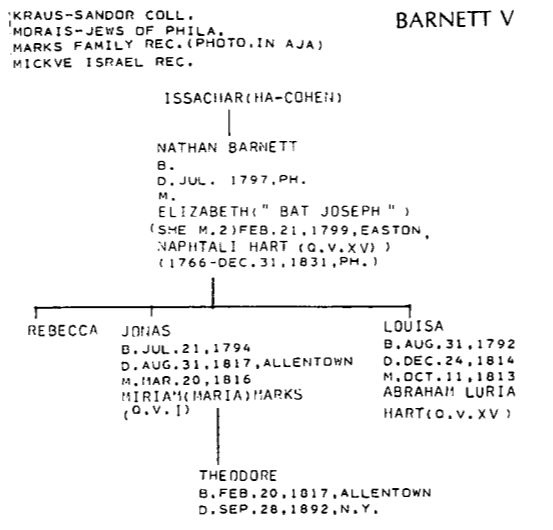 KRAUS-SANDOR COLL.
MORAIS-JEWS OF PHILA.
MARKS FAMILY REC.(PHOTO.IN AJA)
MICKVE ISRAEL REC.
BARNETT V
ISSACHAR(HA-COHEN)
NATHAN BARNETT
B.
D.JUL. 1797,PH.
M.
ELIZABETH(" BAT JOSEPH ")
(SHE M.2)FEB.21,1799,EASTON,
NAPHTALI HART (Q.V.XV) )
(1766-DEC.31,1831,PH.)
REBECCA
JONAS
B.JUL.21,1794
D.AUG.31,1817,ALLENTOWN
M.MAR.20,1816
MIRIAM(MARIA)MARKS
(Q.V.I)
LOUISA
B.AUG.31,1792
D.DEC.24,1814
M.OCT.11,1813
ABRAHAM LURIA
HART(Q.V.XV)
THEODORE
B.FEB.20,1817,ALLENTOWN
D.SEP.28,1892,N.Y.